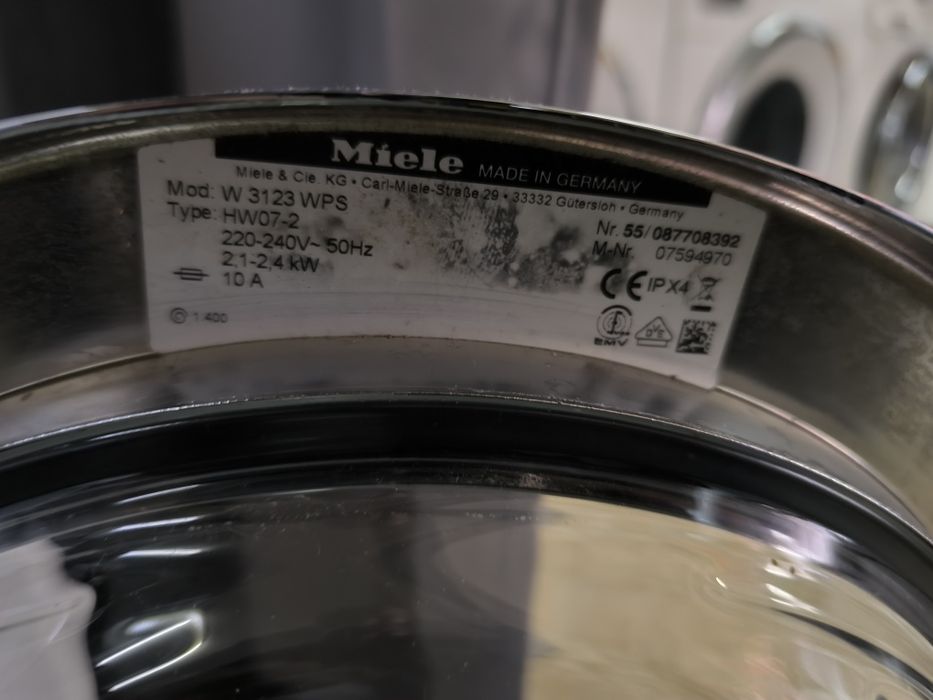 Miele MADE IN GERMANY
Miele & Cie. KG • Carl-Miele-Straße 29 • 33332 Gütersloh • Germany
Mod: W 3123 WPS
Type: HW07-2
220-240V~ 50Hz
2,1-2,4 kW
10 A
© 1:400
Nr. 55/087708392
M-Nr. 07594970
CE IPX4
EMV
OVE